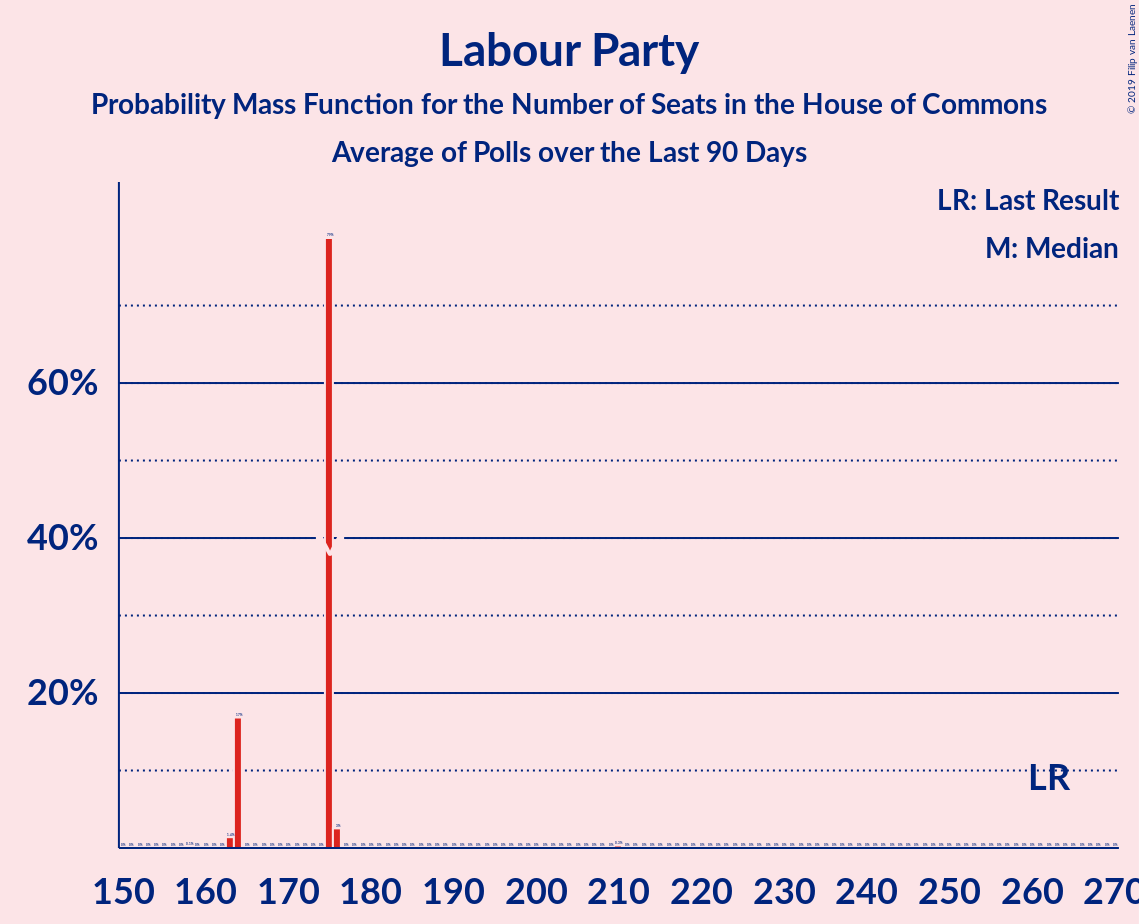 Labour Party
Probability Mass Function for the Number of Seats in the House of Commons
Average of Polls over the Last 90 Days
© 2019 Filip van Laenen
LR: Last Result
M: Median
60%
40%
20%
79%
17%
LR
150 160 170 180 190 200 210 220 230 240 250 260 270